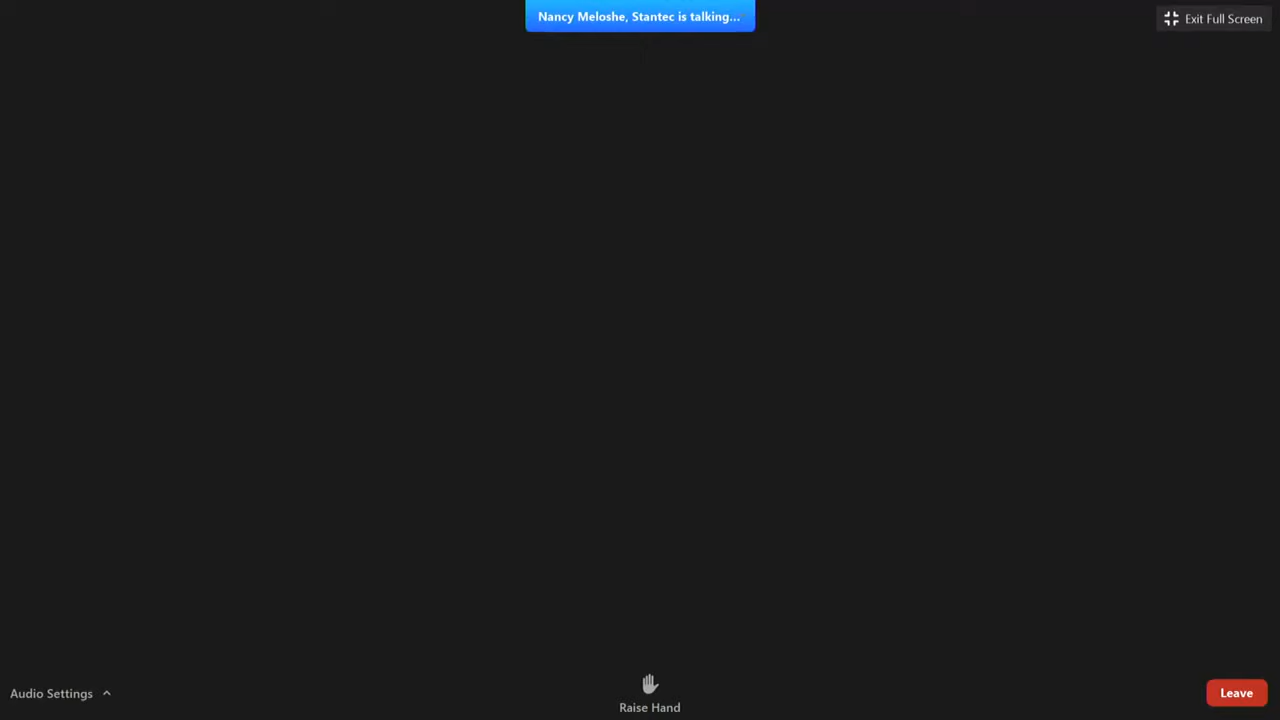 Nancy Meloshe, Stantec is talking...
Exit Full Screen
Audio Settings
Raise Hand
Leave